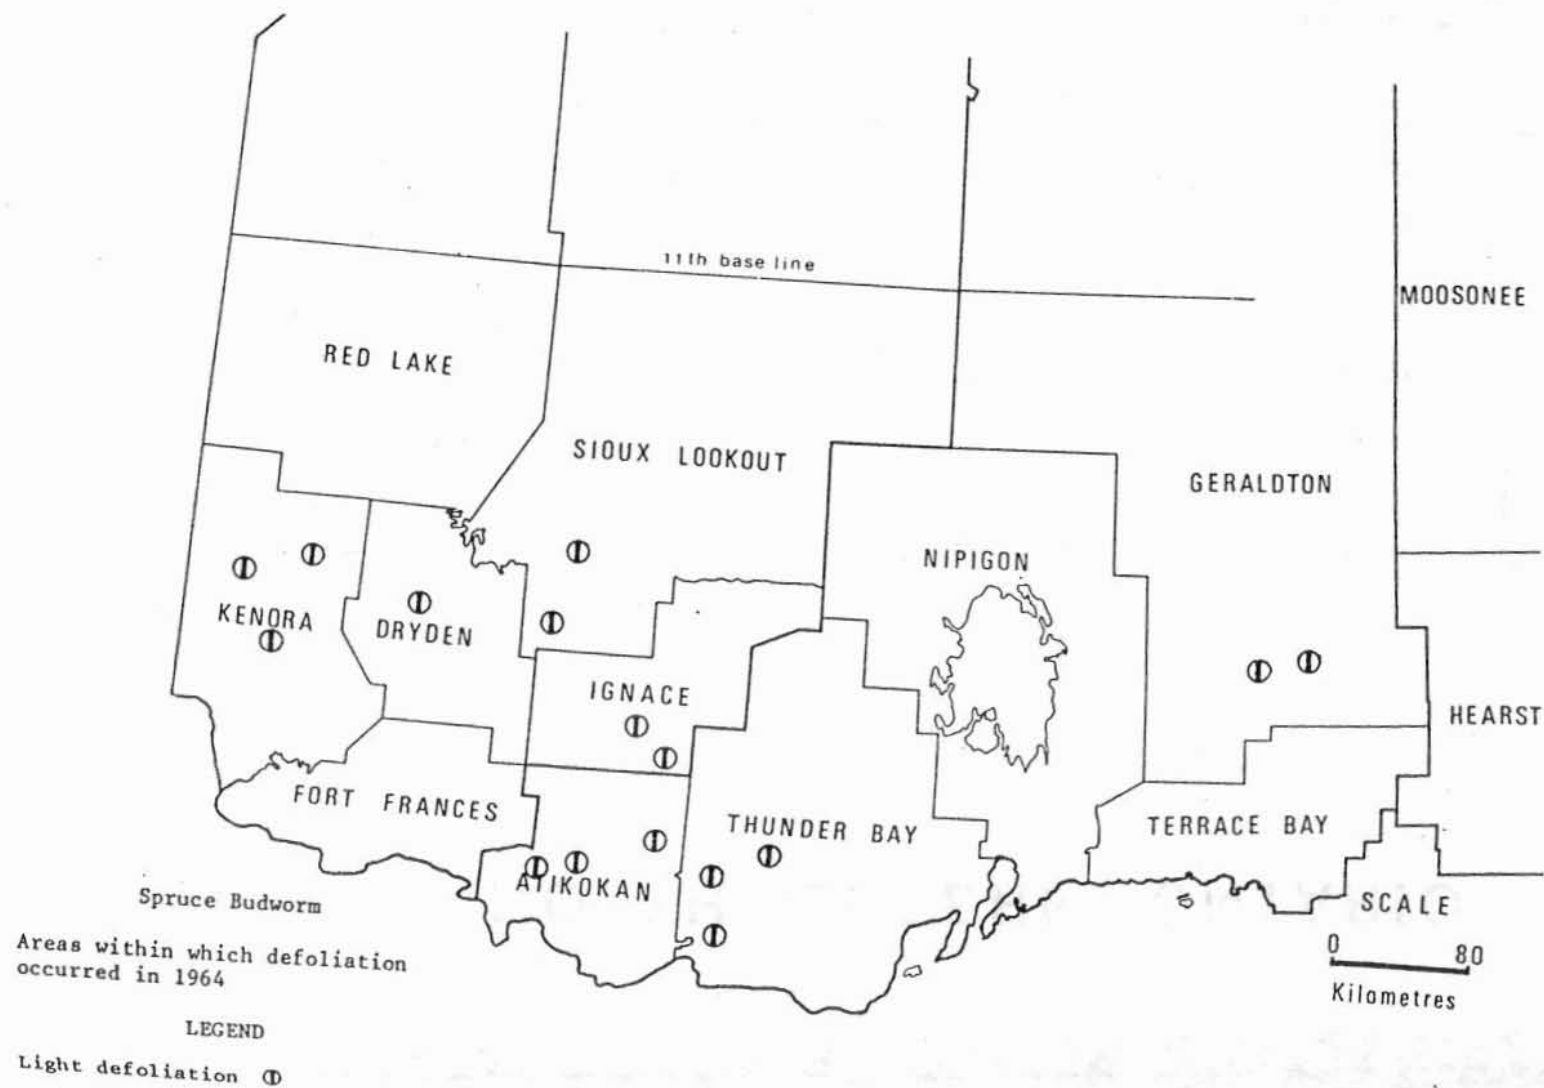 11th base line
MOOSONEE
RED LAKE
SIOUX LOOKOUT
GERALDTON
NIPIGON
KENORA
DRYDEN
IGNACE
HEARST
FORT FRANCES
THUNDER BAY
TERRACE BAY
ATIKOKAN
SCALE
0 80
Kilometres
Spruce Budworm
Areas within which defoliation
occurred in 1964
LEGEND
Light defoliation